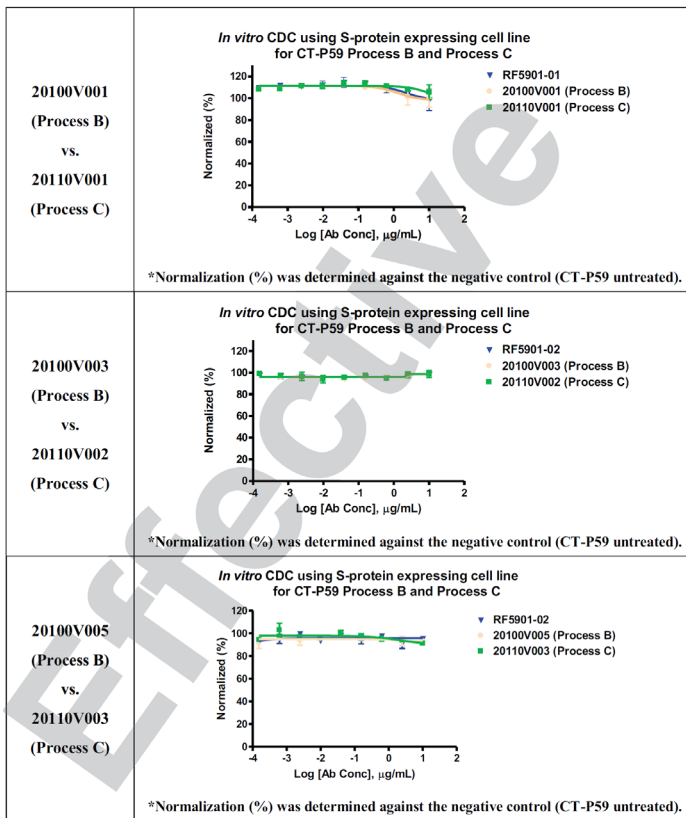 20100V001
(Process B)
vs.
20110V001
(Process C)
In vitro CDC using S-protein expressing cell line
for CT-P59 Process B and Process C
Normalized (%)
120
100
80
60
40
20
0
-4 -3 -2 -1 0 1 2
Log [Ab Conc], μg/mL
RF5901-01
20100V001 (Process B)
20110V001 (Process C)
*Normalization (%) was determined against the negative control (CT-P59 untreated).
20100V003
(Process B)
vs.
20110V002
(Process C)
In vitro CDC using S-protein expressing cell line
for CT-P59 Process B and Process C
Normalized (%)
120
100
80
60
40
20
0
-4 -3 -2 -1 0 1 2
Log [Ab Conc], μg/mL
RF5901-02
20100V003 (Process B)
20110V002 (Process C)
*Normalization (%) was determined against the negative control (CT-P59 untreated).
20100V005
(Process B)
vs.
20110V003
(Process C)
In vitro CDC using S-protein expressing cell line
for CT-P59 Process B and Process C
Normalized (%)
120
100
80
60
40
20
0
-4 -3 -2 -1 0 1 2
Log [Ab Conc], μg/mL
RF5901-02
20100V005 (Process B)
20110V003 (Process C)
*Normalization (%) was determined against the negative control (CT-P59 untreated).
Effective